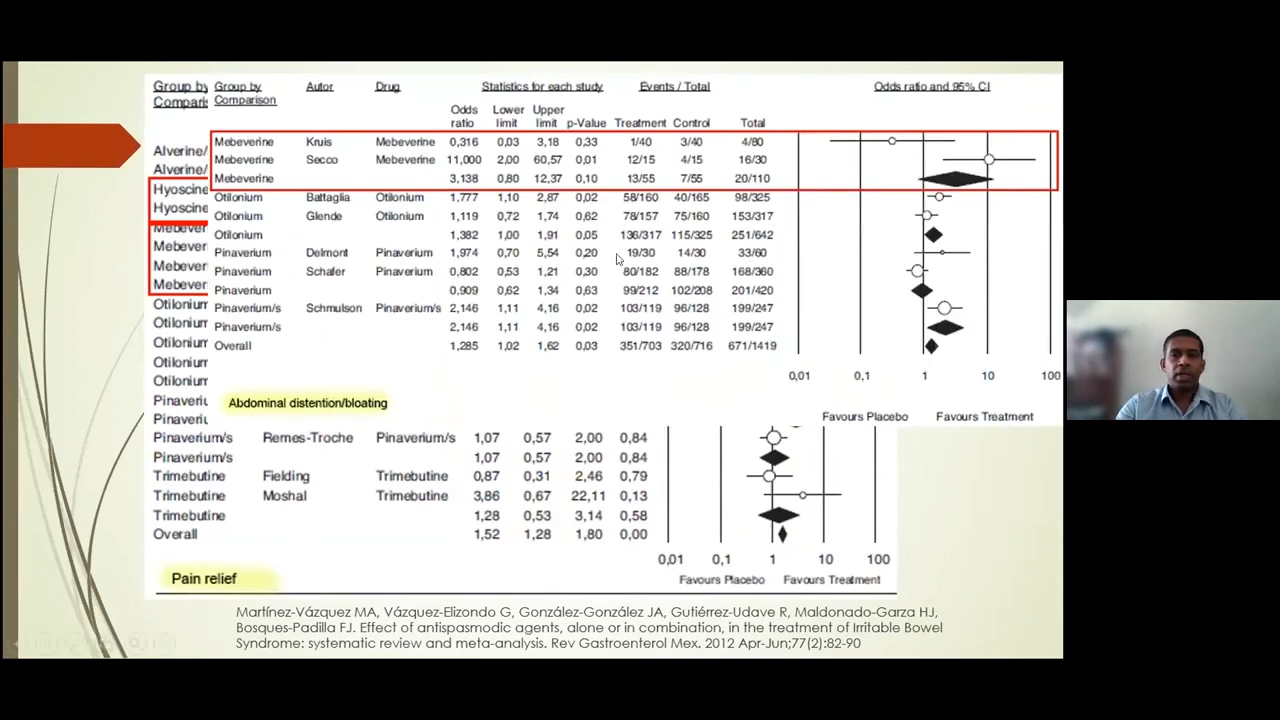 Group by Group by Autor Drug Statistics for each study Events / Total Odds ratio and 95% CI
Comparis Comparison
Odds Lower Upper
ratio limit limit p-Value Treatment Control Total
Alverine/ Mebeverine Kruis Mebeverine 0,316 0,03 3,18 0,33 1/40 3/40 4/80
Alverine/ Mebeverine Secco Mebeverine 11,000 2,00 60,57 0,01 12/15 4/15 16/30
Hyoscine Mebeverine 3,138 0,80 12,37 0,10 13/55 7/55 20/110
Hyoscine Otilonium Battaglia Otilonium 1,777 1,10 2,87 0,02 58/160 40/165 98/325
Mebever Otilonium Glende Otilonium 1,119 0,72 1,74 0,62 78/157 75/160 153/317
Mebever Otilonium 1,382 1,00 1,91 0,05 136/317 115/325 251/642
Mebever Pinaverium Delmont Pinaverium 1,974 0,70 5,54 0,20 19/30 14/30 33/60
Mebever Pinaverium Schafer Pinaverium 0,802 0,53 1,21 0,30 80/182 88/178 168/360
Otilonium Pinaverium 0,909 0,62 1,34 0,63 99/212 102/208 201/420
Otilonium Pinaverium/s Schmulson Pinaverium/s 2,146 1,11 4,16 0,02 103/119 96/128 199/247
Otilonium Pinaverium/s 2,146 1,11 4,16 0,02 103/119 96/128 199/247
Otilonium Overall 1,285 1,02 1,62 0,03 351/703 320/716 671/1419
Otilonium
0,01 0,1 1 10 100
Pinaveriu Abdominal distention/bloating
Pinaveriu Favours Placebo Favours Treatment
Pinaverium/s Remes-Troche Pinaverium/s 1,07 0,57 2,00 0,84
Pinaverium/s 1,07 0,57 2,00 0,84
Trimebutine Fielding Trimebutine 0,87 0,31 2,46 0,79
Trimebutine Moshal Trimebutine 3,86 0,67 22,11 0,13
Trimebutine 1,28 0,53 3,14 0,58
Overall 1,52 1,28 1,80 0,00
0,01 0,1 1 10 100
Pain relief Favours Placebo Favours Treatment
Martínez-Vázquez MA, Vázquez-Elizondo G, González-González JA, Gutiérrez-Udave R, Maldonado-Garza HJ,
Bosques-Padilla FJ. Effect of antispasmodic agents, alone or in combination, in the treatment of Irritable Bowel
Syndrome: systematic review and meta-analysis. Rev Gastroenterol Mex. 2012 Apr-Jun;77(2):82-90